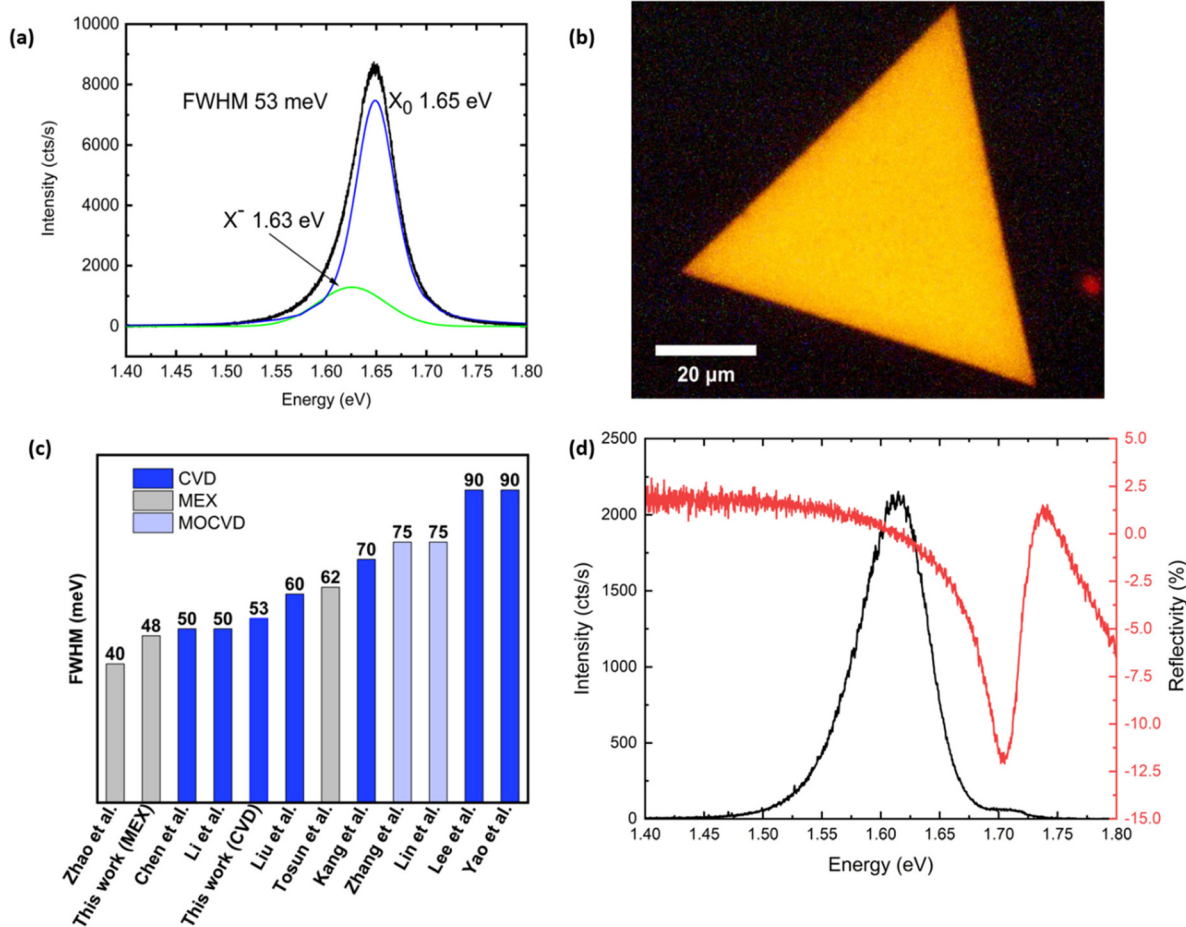 (a)
10000
8000
6000
4000
2000
0
Intensity (cts/s)
FWHM 53 meV
X0 1.65 eV
X- 1.63 eV
1.40 1.45 1.50 1.55 1.60 1.65 1.70 1.75 1.80
Energy (eV)
(b)
20 µm
(c)
FWHM (meV)
CVD
MEX
MOCVD
40 48 50 50 53 60 62 70 75 75 90 90
Zhao et al.
This work (MEX)
Chen et al.
Li et al.
This work (CVD)
Liu et al.
Tosun et al.
Kang et al.
Zhang et al.
Lin et al.
Lee et al.
Yao et al.
(d)
2500
2000
1500
1000
500
0
Intensity (cts/s)
5.0
2.5
0.0
-2.5
-5.0
-7.5
-10.0
-12.5
-15.0
Reflectivity (%)
1.40 1.45 1.50 1.55 1.60 1.65 1.70 1.75 1.80
Energy (eV)